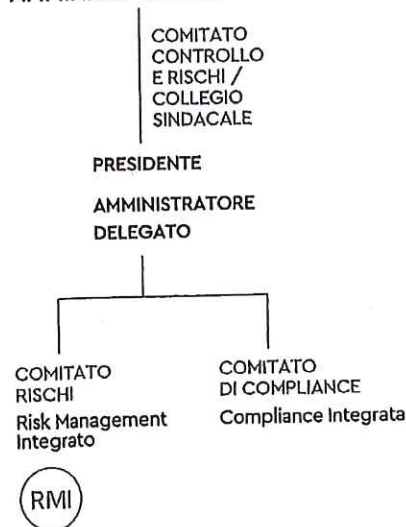 COMITATO
CONTROLLO
E RISCHI /
COLLEGIO
SINDACALE
PRESIDENTE
AMMINISTRATORE
DELEGATO
COMITATO
RISCHI
Risk Management
Integrato
COMITATO
DI COMPLIANCE
Compliance Integrata
RMI